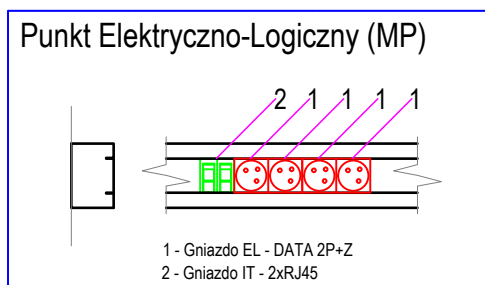 Punkt Elektryczno-Logiczny (MP)
2 1 1 1 1
1 - Gniazdo EL - DATA 2P+Z
2 - Gniazdo IT - 2xRJ45